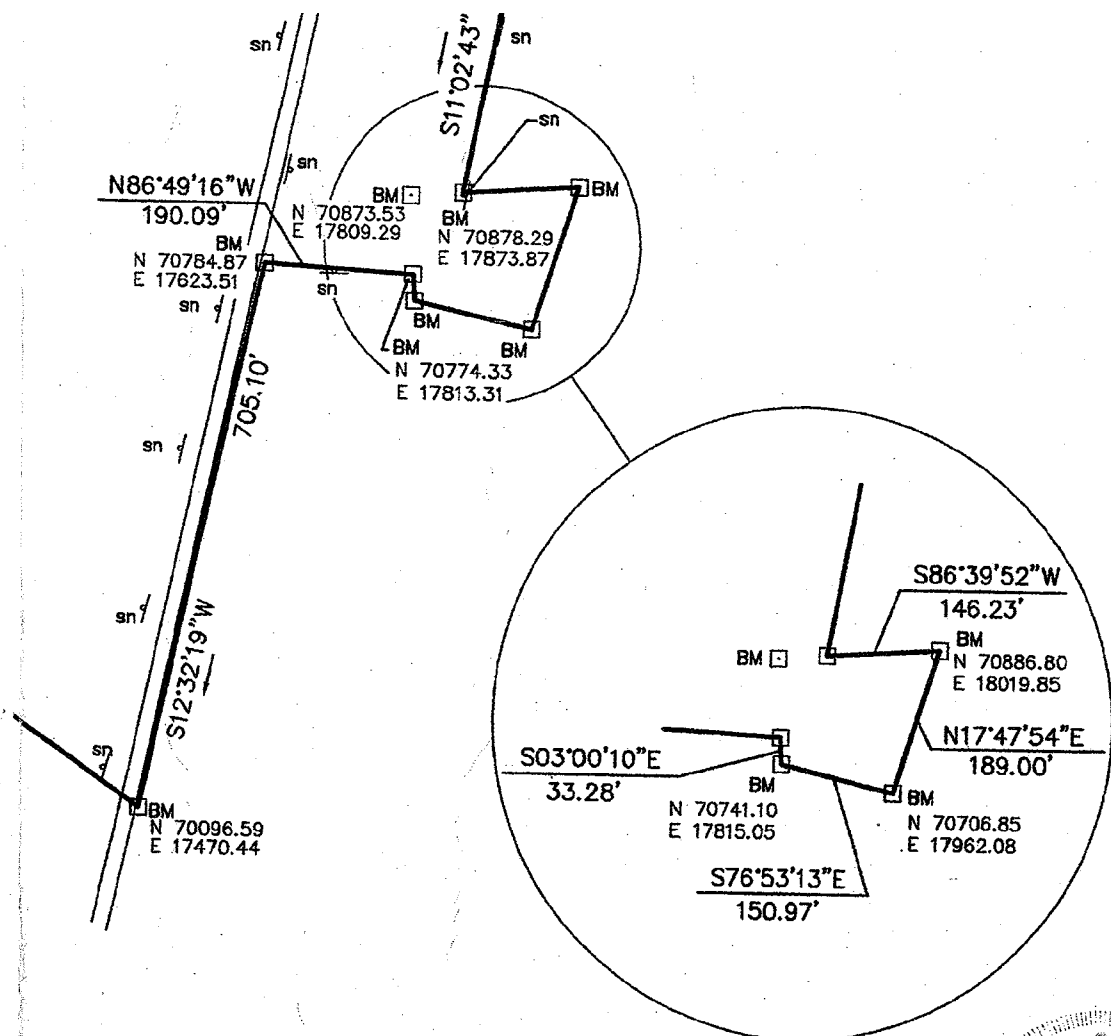 sn
sn
S11°02'43"
sn
sn
N86°49'16"W
190.09'
BM
N 70873.53
E 17809.29
BM
BM
N 70878.29
E 17873.87
BM
N 70784.87
E 17623.51
sn
sn
BM
BM
BM
N 70774.33
E 17813.31
705.10'
sn
sn
S12°32'19"W
sn
BM
N 70096.59
E 17470.44
S86°39'52"W
146.23'
BM
BM
N 70886.80
E 18019.85
S03°00'10"E
33.28'
N17°47'54"E
189.00'
BM
N 70741.10
E 17815.05
BM
N 70706.85
E 17962.08
S76°53'13"E
150.97'